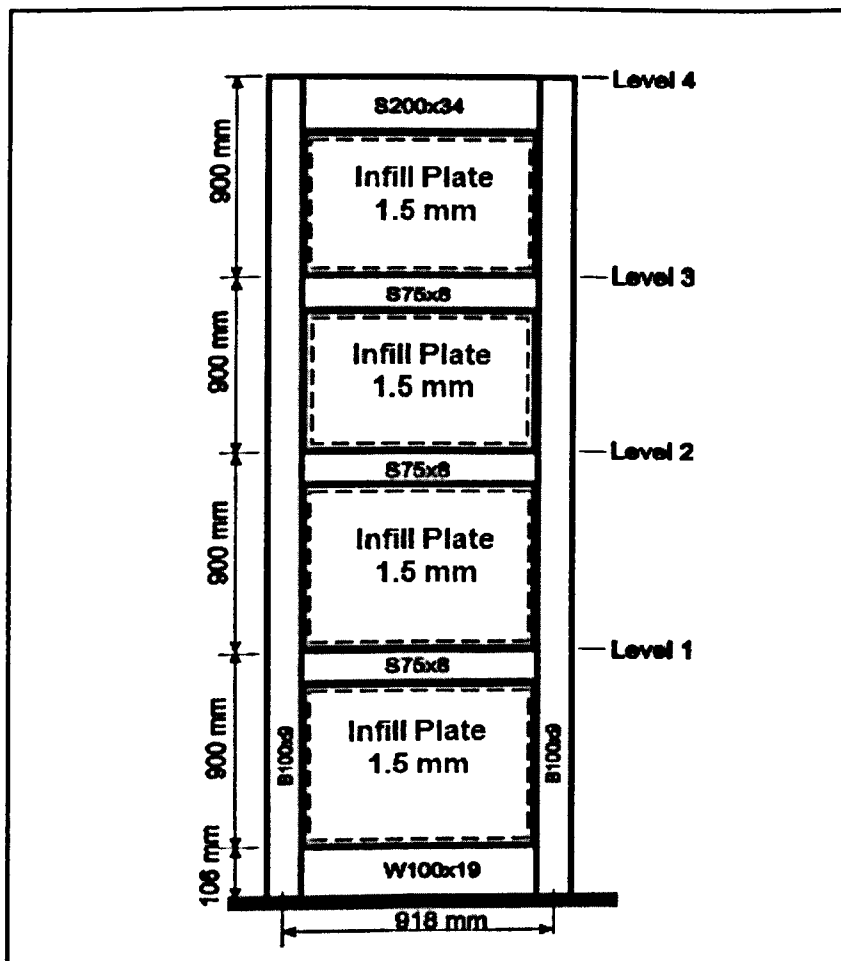 Level 4
S200x34
900 mm
Infill Plate
1.5 mm
Level 3
S75x8
900 mm
Infill Plate
1.5 mm
Level 2
S75x8
900 mm
Infill Plate
1.5 mm
Level 1
S75x8
900 mm
Infill Plate
1.5 mm
B100x9
B100x9
106 mm
W100x19
918 mm